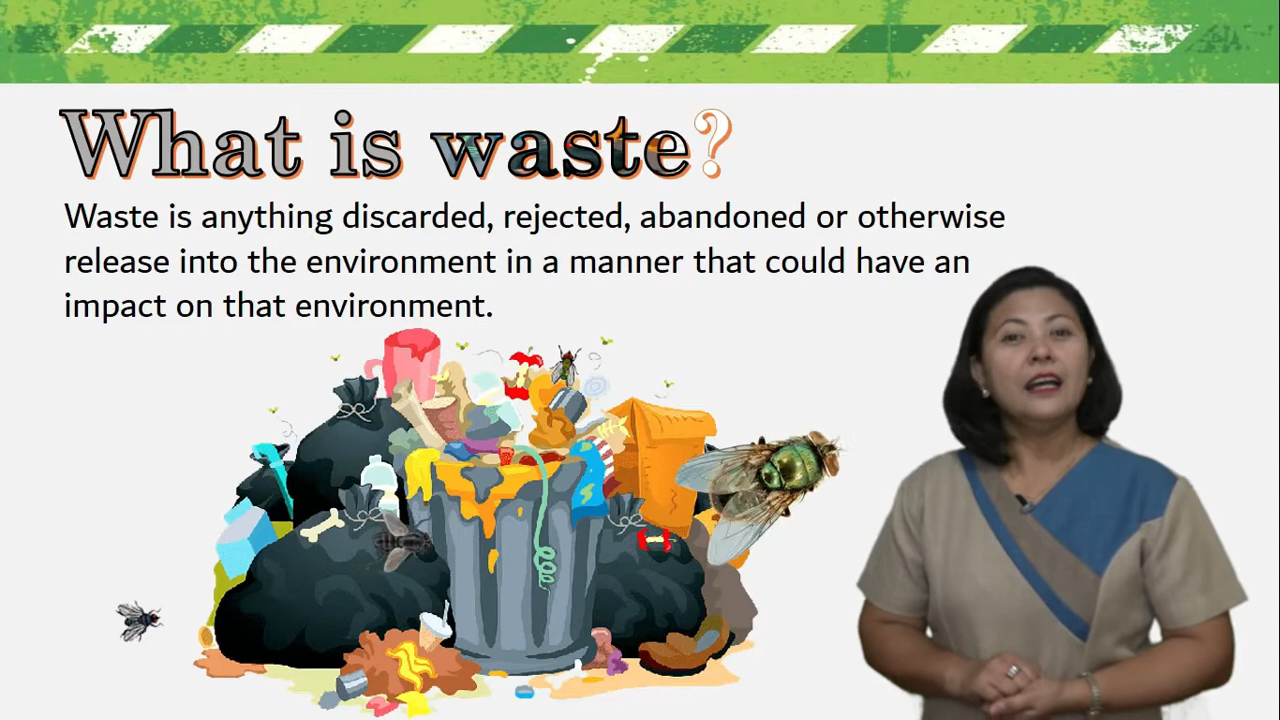 What is waste?
Waste is anything discarded, rejected, abandoned or otherwise
release into the environment in a manner that could have an
impact on that environment.